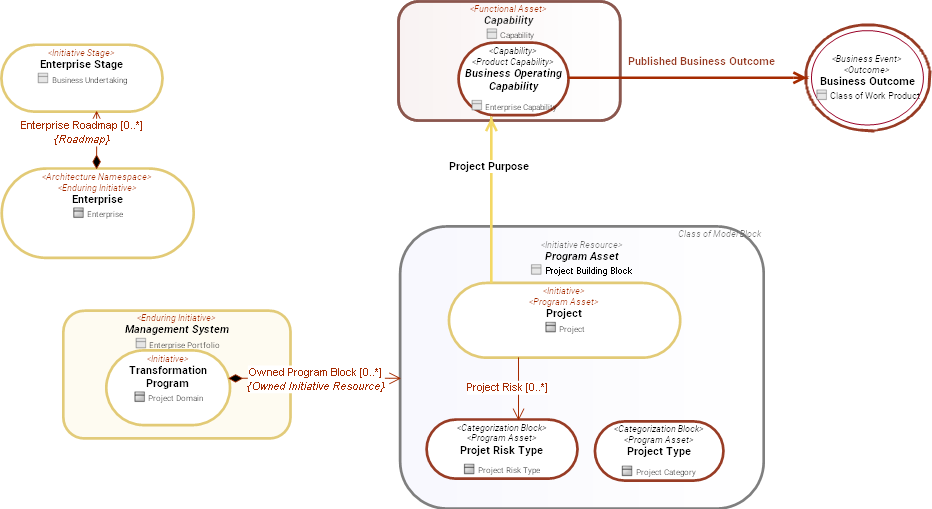 <Initiative Stage>
Enterprise Stage
Business Undertaking
Enterprise Roadmap [0..*]
{Roadmap}
<Architecture Namespace>
<Enduring Initiative>
Enterprise
Enterprise
<Functional Asset>
Capability
Capability
<Capability>
<Product Capability>
Business Operating
Capability
Enterprise Capability
Published Business Outcome
<Business Event>
<Outcome>
Business Outcome
Class of Work Product
Project Purpose
Class of Model Block
<Initiative Resource>
Program Asset
Project Building Block
<Initiative>
<Program Asset>
Project
Project
<Enduring Initiative>
Management System
Enterprise Portfolio
<Initiative>
Transformation
Program
Project Domain
Owned Program Block [0..*]
{Owned Initiative Resource}
Project Risk [0..*]
<Categorization Block>
<Program Asset>
Projet Risk Type
Project Risk Type
<Categorization Block>
<Program Asset>
Project Type
Project Category